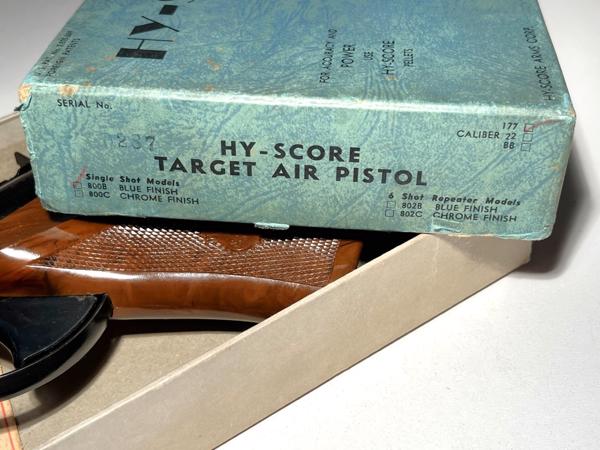 HY-
FOR ACCURACY AND
POWER
USE
HY-SCORE
PELLETS
HY-SCORE ARMS CORP.
FOREIGN PATENTS
SERIAL No.
237
HY-SCORE
TARGET AIR PISTOL
177
CALIBER 22
BB
Single Shot Models
800B BLUE FINISH
800C CHROME FINISH
6 Shot Repeater Models
802B BLUE FINISH
802C CHROME FINISH